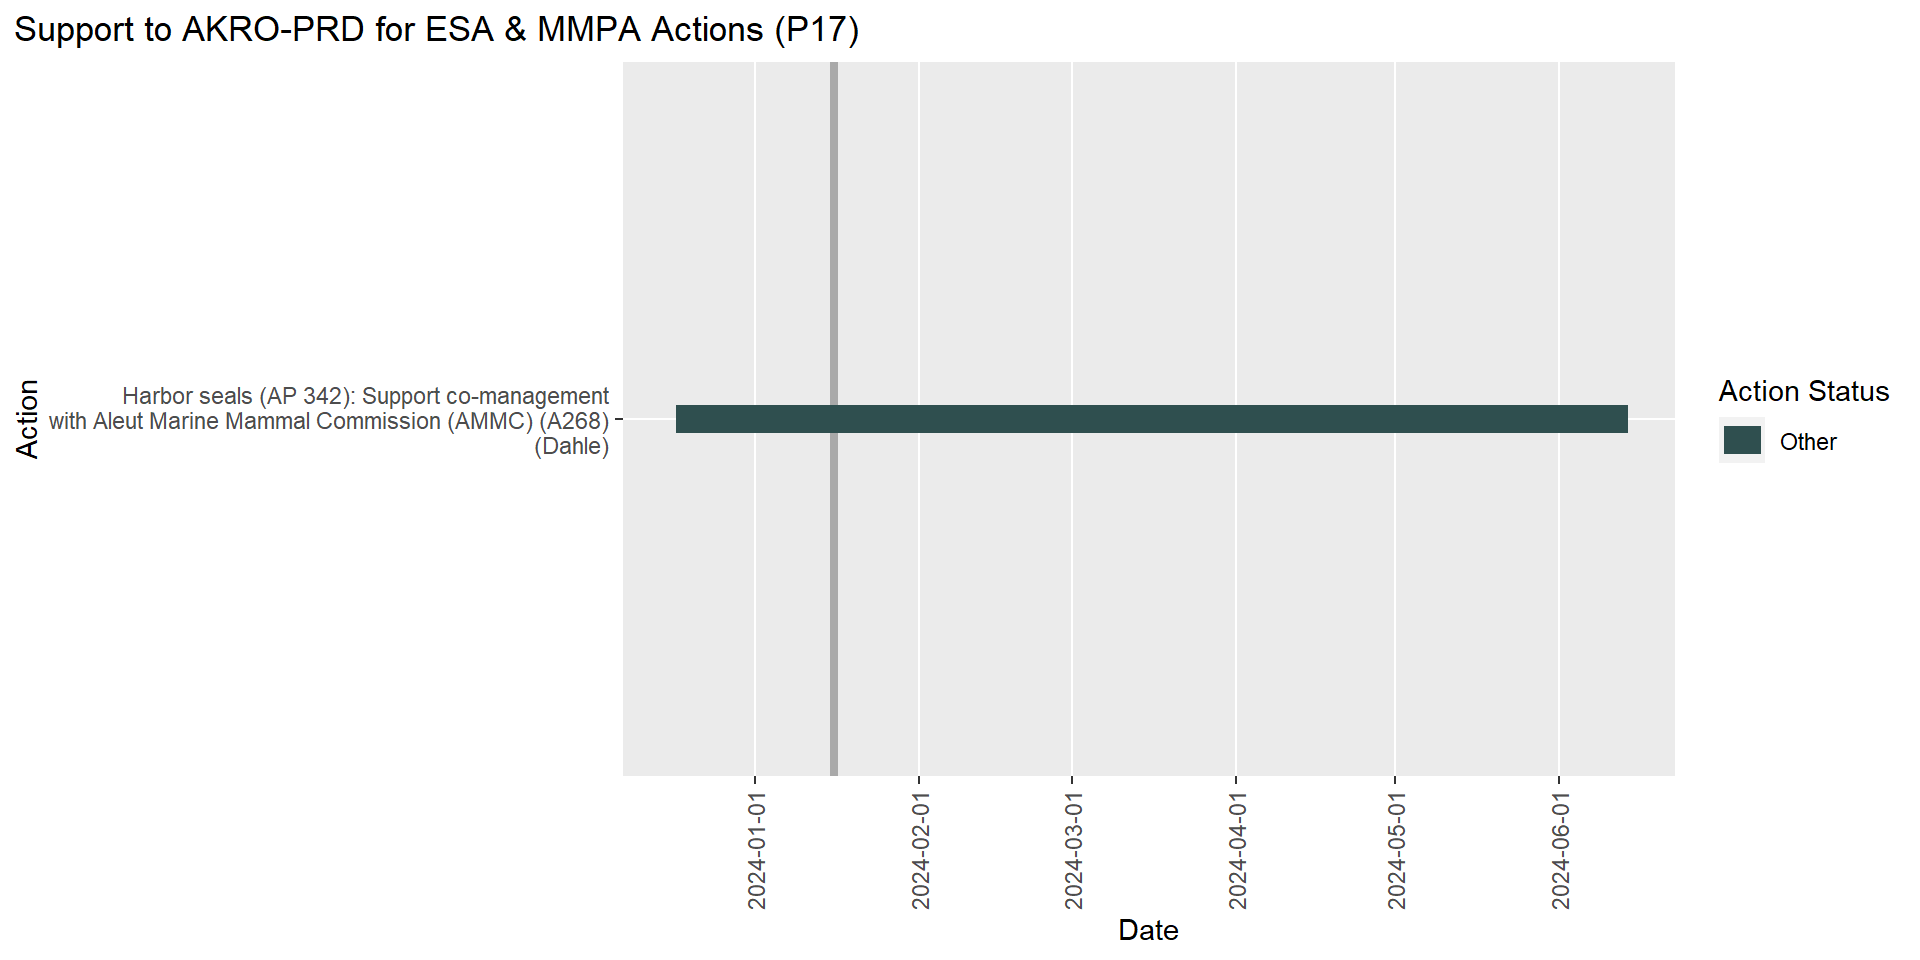 Support to AKRO-PRD for ESA & MMPA Actions (P17)
Action
Harbor seals (AP 342): Support co-management
with Aleut Marine Mammal Commission (AMMC) (A268)
(Dahle)
2024-01-01
2024-02-01
2024-03-01
2024-04-01
2024-05-01
2024-06-01
Date
Action Status
Other